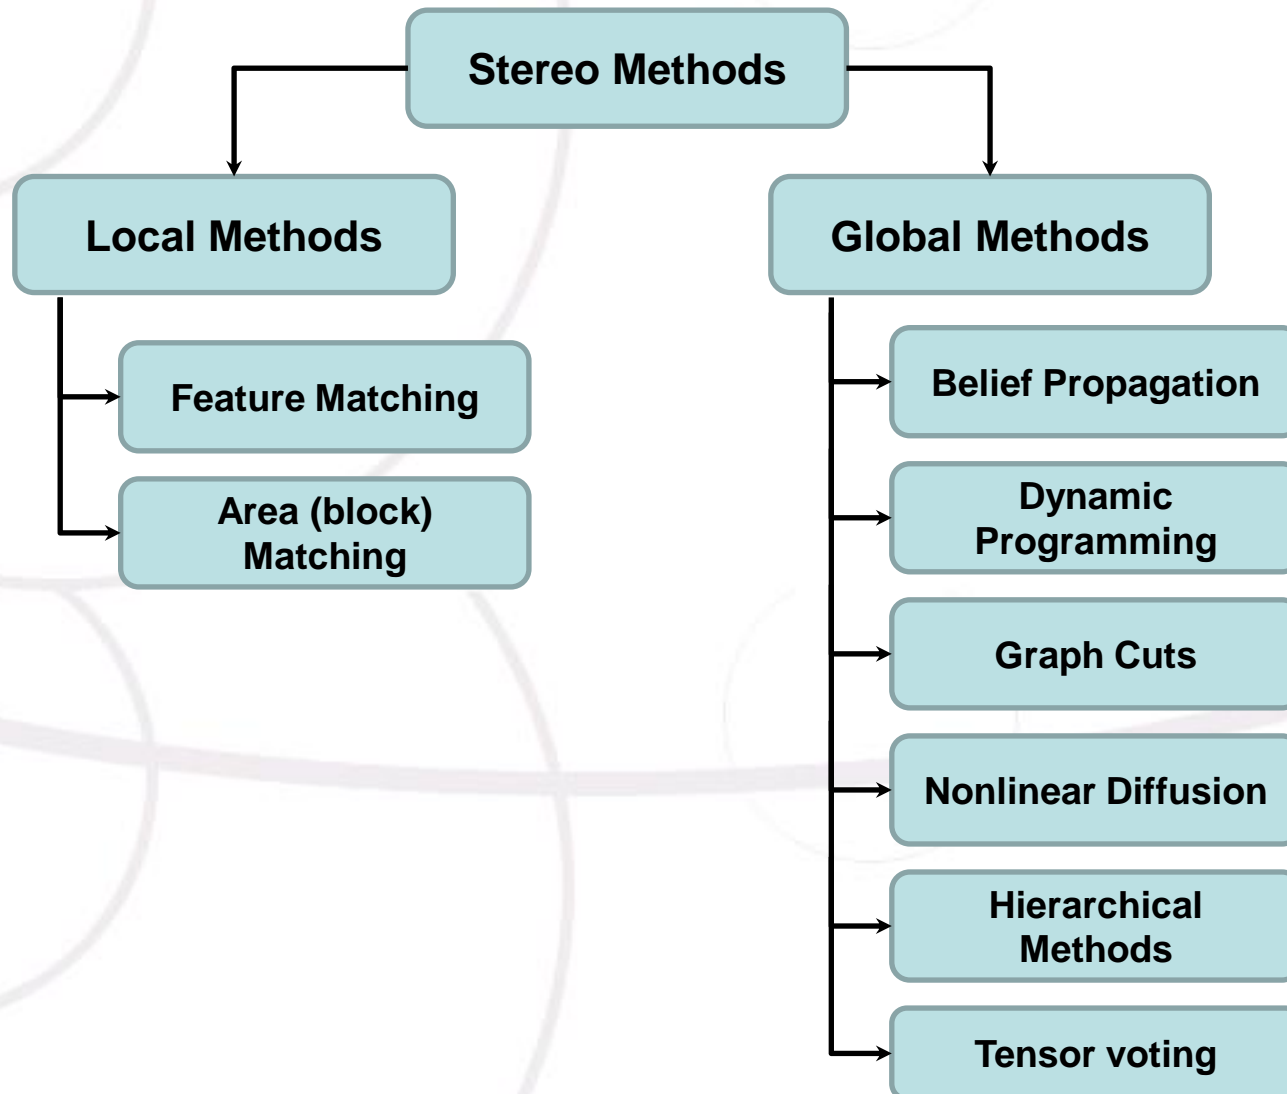 Stereo Methods
Local Methods
Feature Matching
Area (block)
Matching
Global Methods
Belief Propagation
Dynamic
Programming
Graph Cuts
Nonlinear Diffusion
Hierarchical
Methods
Tensor voting